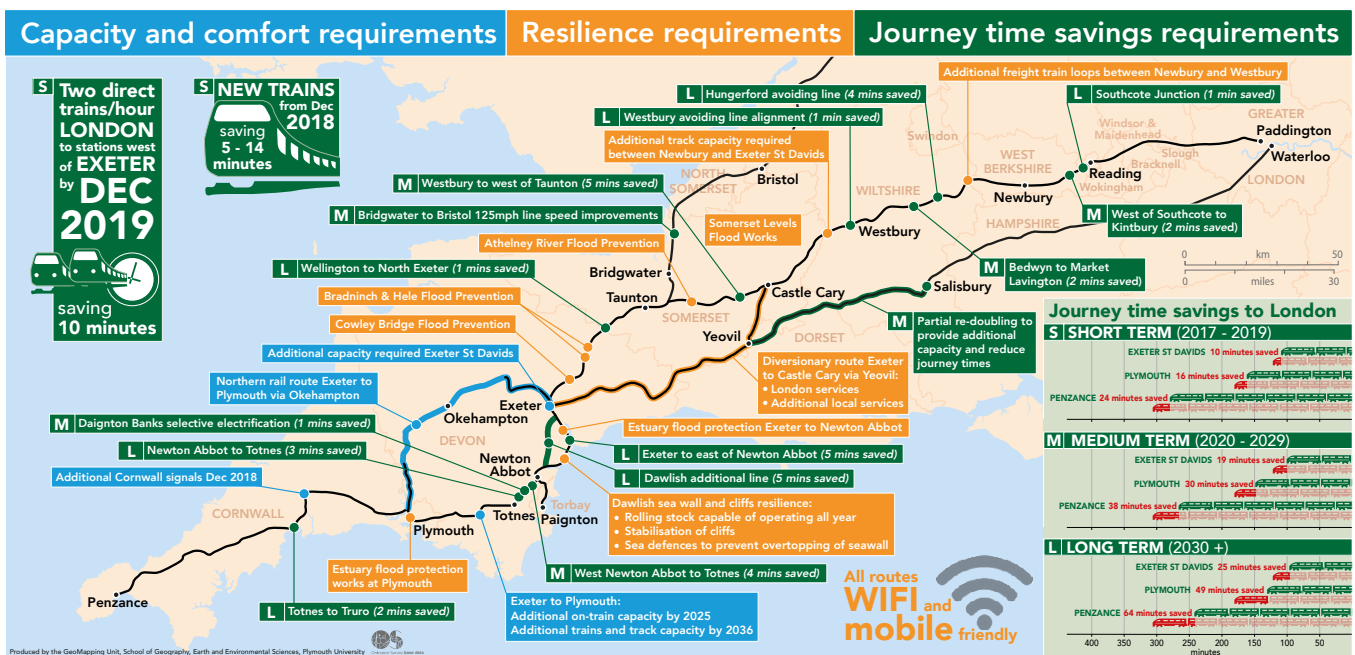 Capacity and comfort requirements
Resilience requirements
Journey time savings requirements
S
Two direct
trains/hour
LONDON
to stations west
of EXETER
by
DEC
2019
saving
10 minutes
S
NEW TRAINS
from Dec
2018
saving
5 - 14
minutes
Additional freight train loops between Newbury and Westbury
L Hungerford avoiding line (4 mins saved)
L Southcote Junction (1 min saved)
L Westbury avoiding line alignment (1 min saved)
Additional track capacity required
between Newbury and Exeter St Davids
M Westbury to west of Taunton (5 mins saved)
M Bridgwater to Bristol 125mph line speed improvements
Somerset Levels
Flood Works
Athelney River Flood Prevention
L Wellington to North Exeter (1 mins saved)
Bradninch & Hele Flood Prevention
Cowley Bridge Flood Prevention
Additional capacity required Exeter St Davids
Northern rail route Exeter to
Plymouth via Okehampton
M Daignton Banks selective electrification (1 mins saved)
L Newton Abbot to Totnes (3 mins saved)
Additional Cornwall signals Dec 2018
M West of Southcote to
Kintbury (2 mins saved)
M Bedwyn to Market
Lavington (2 mins saved)
M Partial re-doubling to
provide additional
capacity and reduce
journey times
Diversionary route Exeter
to Castle Cary via Yeovil:
• London services
• Additional local services
Estuary flood protection Exeter to Newton Abbot
L Exeter to east of Newton Abbot (5 mins saved)
L Dawlish additional line (5 mins saved)
Dawlish sea wall and cliffs resilience:
• Rolling stock capable of operating all year
• Stabilisation of cliffs
• Sea defences to prevent overtopping of seawall
M West Newton Abbot to Totnes (4 mins saved)
Estuary flood protection
works at Plymouth
L Totnes to Truro (2 mins saved)
Exeter to Plymouth:
Additional on-train capacity by 2025
Additional trains and track capacity by 2036
All routes
WIFI and
mobile friendly
Swindon
Windsor &
Maidenhead
GREATER
LONDON
Slough
Bracknell
Wokingham
WEST
BERKSHIRE
HAMPSHIRE
WILTSHIRE
NORTH
SOMERSET
SOMERSET
DORSET
DEVON
Torbay
CORNWALL
Paddington
Waterloo
Reading
Newbury
Westbury
Bristol
Bridgwater
Taunton
Castle Cary
Salisbury
Yeovil
Exeter
Okehampton
Newton
Abbot
Totnes
Paignton
Plymouth
Penzance
0 km 50
0 miles 30
Journey time savings to London
S SHORT TERM (2017 - 2019)
EXETER ST DAVIDS 10 minutes saved
PLYMOUTH 16 minutes saved
PENZANCE 24 minutes saved
M MEDIUM TERM (2020 - 2029)
EXETER ST DAVIDS 19 minutes saved
PLYMOUTH 30 minutes saved
PENZANCE 38 minutes saved
L LONG TERM (2030 +)
EXETER ST DAVIDS 25 minutes saved
PLYMOUTH 49 minutes saved
PENZANCE 64 minutes saved
400 350 300 250 200 150 100 50
minutes
Produced by the GeoMapping Unit, School of Geography, Earth and Environmental Sciences, Plymouth University